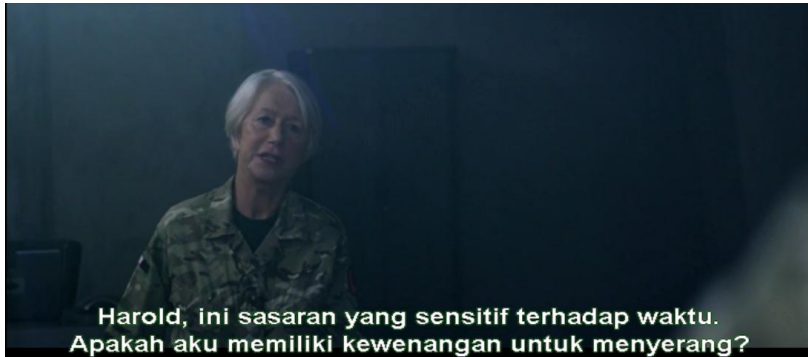 Harold, ini sasaran yang sensitif terhadap waktu.
Apakah aku memiliki kewenangan untuk menyerang?